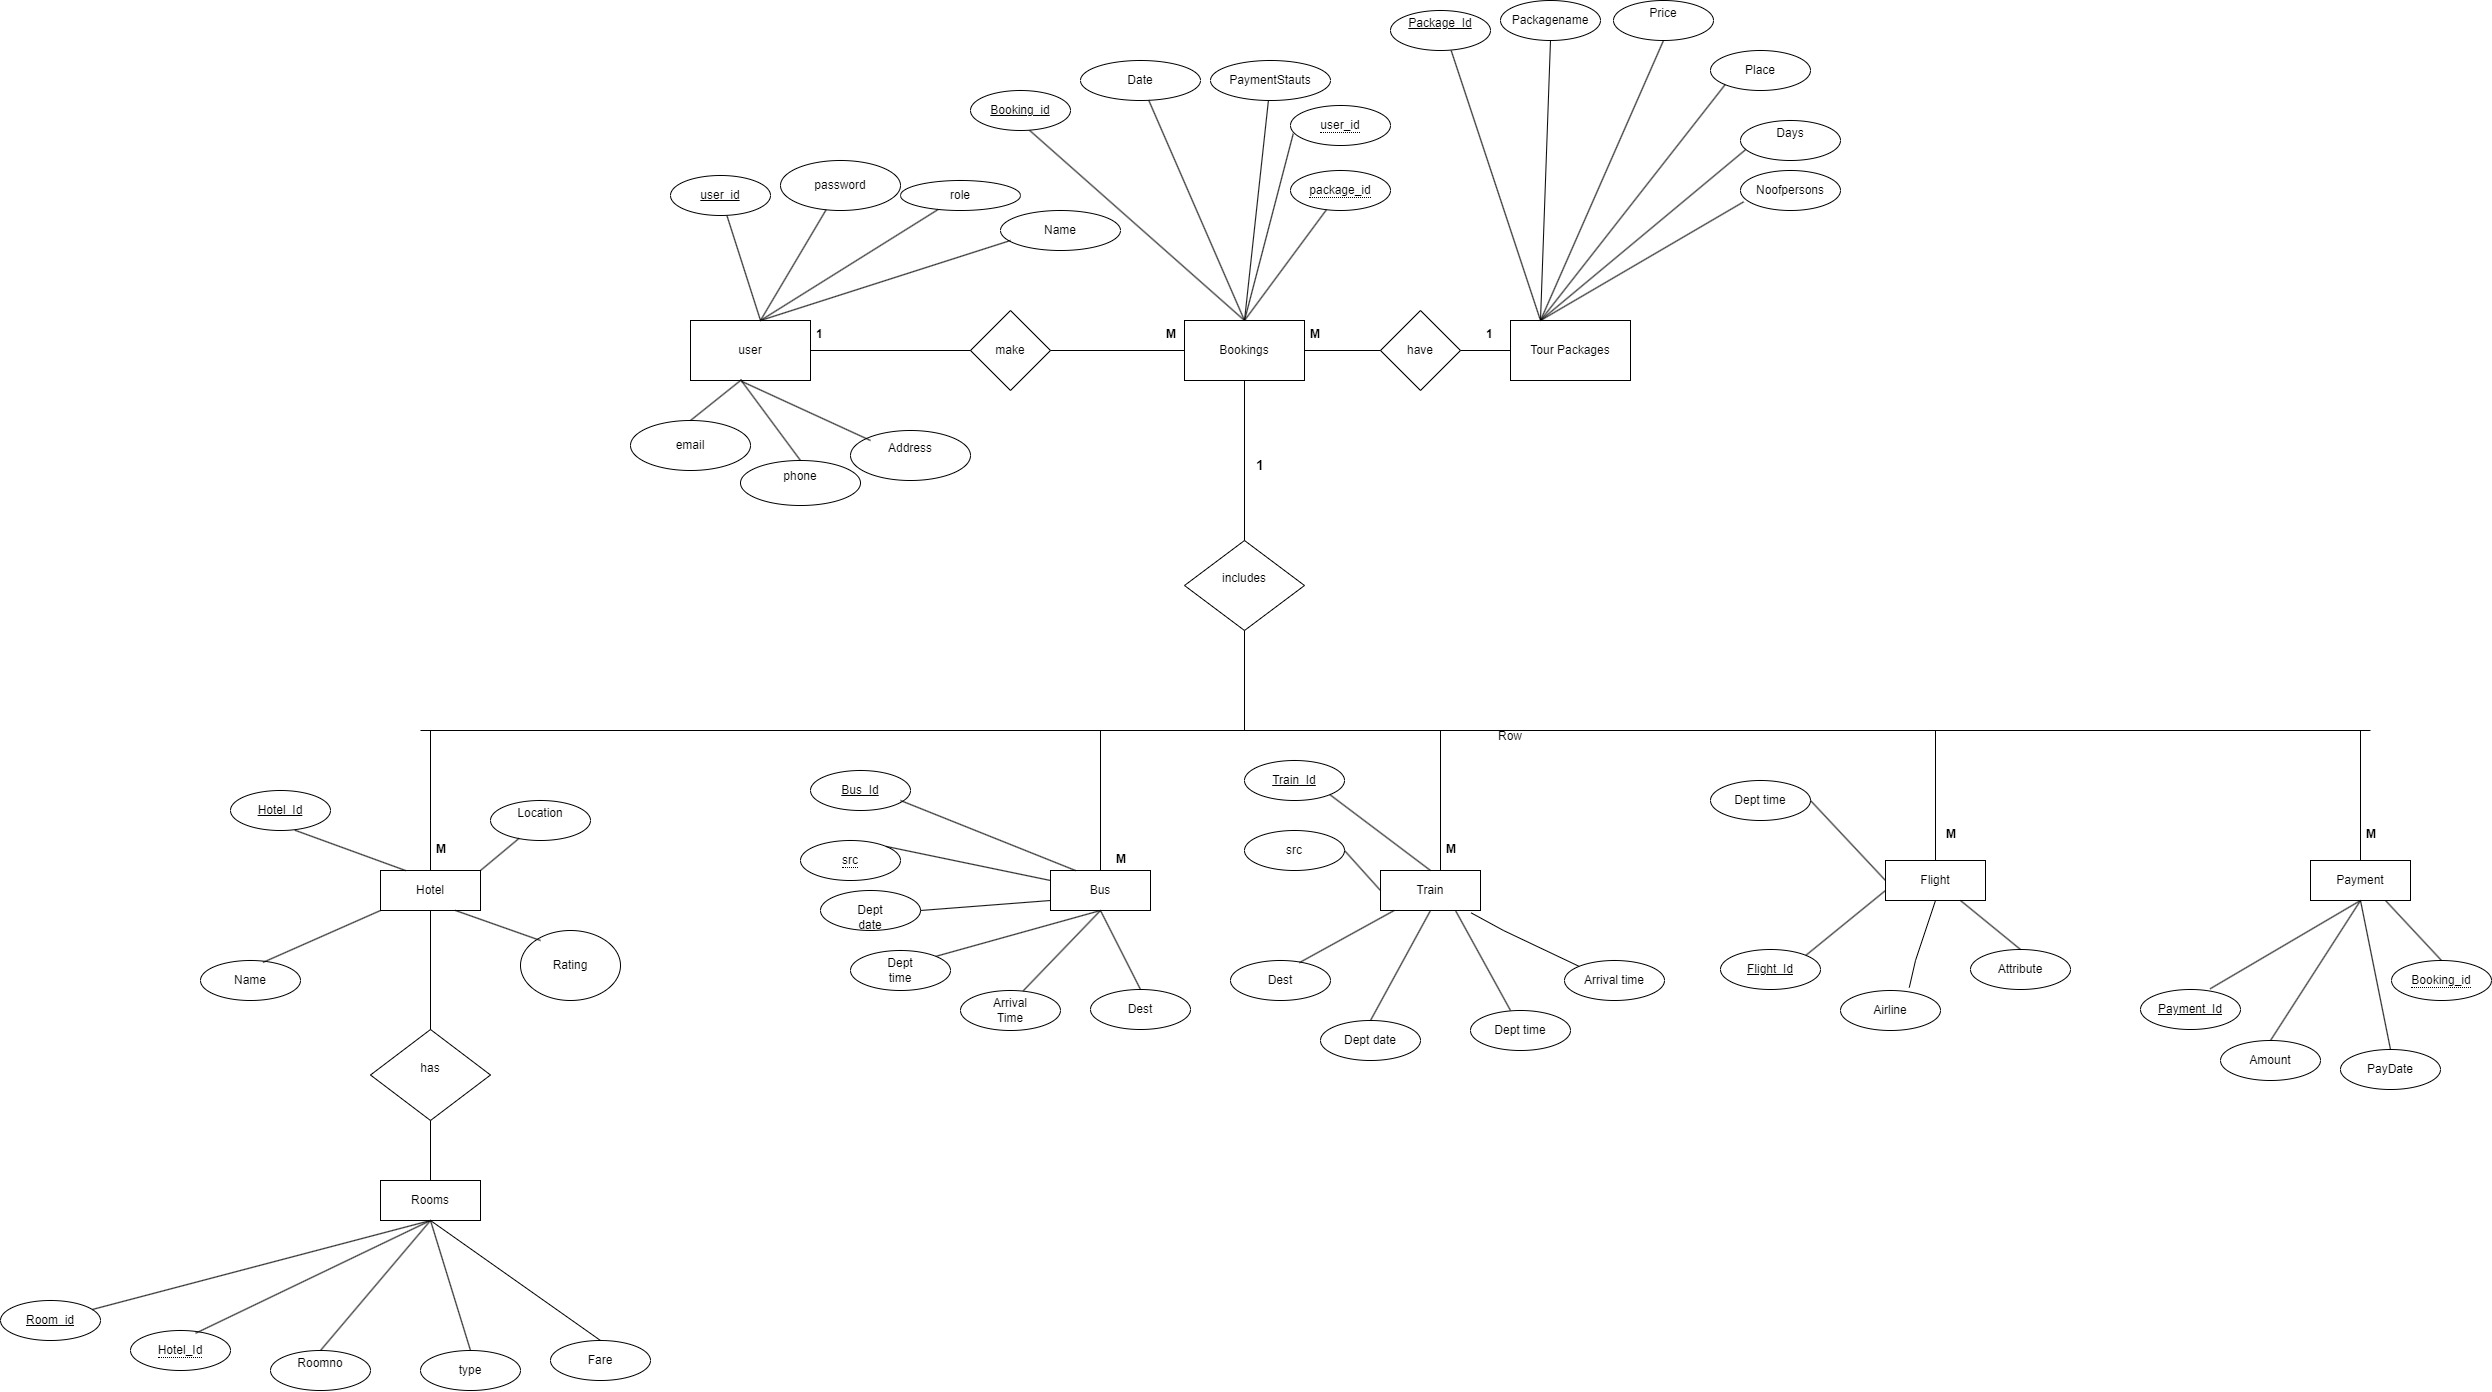 Package_Id
Packagename
Price
Place
Date
PaymentStauts
Booking_id
user_id
Days
package_id
Noofpersons
user_id
password
role
Name
user
1
make
M
Bookings
M
have
1
Tour Packages
email
phone
Address
1
includes
Row
Hotel_Id
Location
M
Hotel
Name
Rating
Bus_Id
src
Dept
date
Dept
time
Arrival
Time
Dest
M
Bus
Train_Id
src
M
Train
Dest
Dept date
Dept time
Arrival time
Dept time
M
Flight
Flight_Id
Airline
Attribute
M
Payment
Payment_Id
Amount
PayDate
Booking_id
has
Rooms
Room_id
Hotel_Id
Roomno
type
Fare